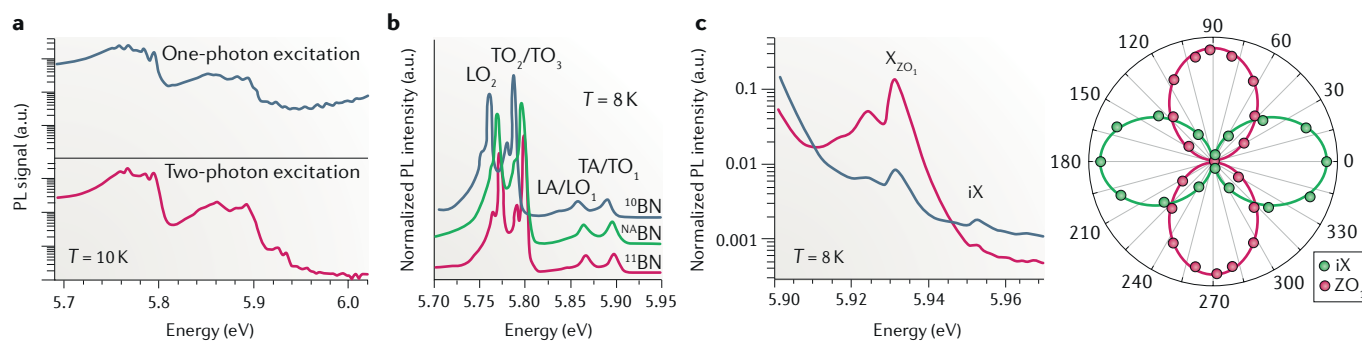 a
One-photon excitation
Two-photon excitation
T = 10 K
PL signal (a.u.)
5.7 5.8 5.9 6.0
Energy (eV)
b
TO₂/TO₃
LO₂
T = 8 K
TA/TO₁
LA/LO₁
¹⁰BN
ᴺᴬBN
¹¹BN
Normalized PL intensity (a.u.)
5.70 5.75 5.80 5.85 5.90 5.95
Energy (eV)
c
X_ZO₁
0.1
0.01
0.001
iX
T = 8 K
Normalized PL intensity (a.u.)
5.90 5.92 5.94 5.96
Energy (eV)
90
120 60
150 30
180 0
210 330
240 300
270
iX
ZO₁